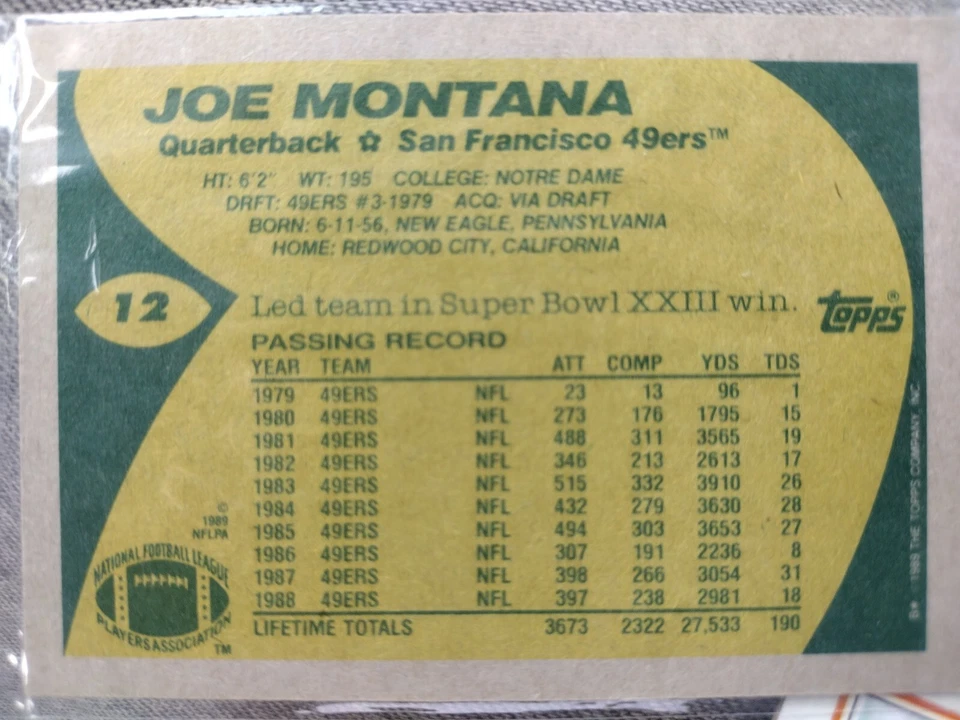 JOE MONTANA
Quarterback ✿ San Francisco 49ers™
HT: 6'2" WT: 195 COLLEGE: NOTRE DAME
DRFT: 49ERS #3-1979 ACQ: VIA DRAFT
BORN: 6-11-56, NEW EAGLE, PENNSYLVANIA
HOME: REDWOOD CITY, CALIFORNIA
12
Led team in Super Bowl XXIII win.
Topps®
PASSING RECORD
YEAR TEAM ATT COMP YDS TDS
1979 49ERS NFL 23 13 96 1
1980 49ERS NFL 273 176 1795 15
1981 49ERS NFL 488 311 3565 19
1982 49ERS NFL 346 213 2613 17
1983 49ERS NFL 515 332 3910 26
1984 49ERS NFL 432 279 3630 28
1985 49ERS NFL 494 303 3653 27
1986 49ERS NFL 307 191 2236 8
1987 49ERS NFL 398 266 3054 31
1988 49ERS NFL 397 238 2981 18
LIFETIME TOTALS 3673 2322 27,533 190
©
1989
NFLPA
NATIONAL FOOTBALL LEAGUE
PLAYERS ASSOCIATION
TM
B* 1989 THE TOPPS COMPANY, INC.